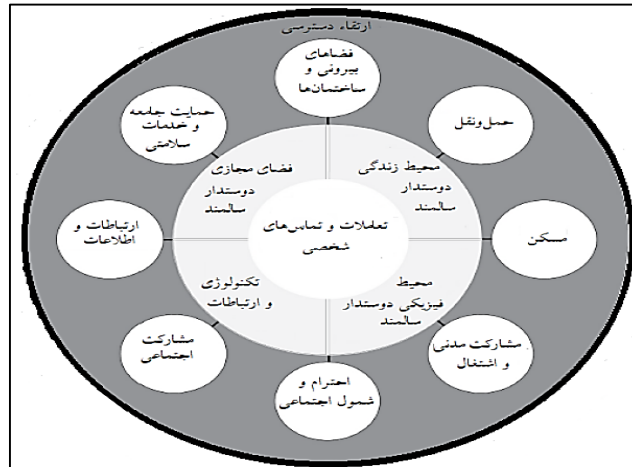 ارتقاء دسترسی
فضاهای
بیرونی و
ساختمان‌ها
حمل‌ونقل
مسکن
مشارکت مدنی
و اشتغال
احترام و
شمول اجتماعی
مشارکت
اجتماعی
ارتباطات و
اطلاعات
حمایت جامعه
و خدمات
سلامتی
محیط زندگی
دوستدار
سالمند
محیط
فیزیکی دوستدار
سالمند
تکنولوژی
و ارتباطات
فضای مجازی
دوستدار
سالمند
تعاملات و تماس‌های
شخصی